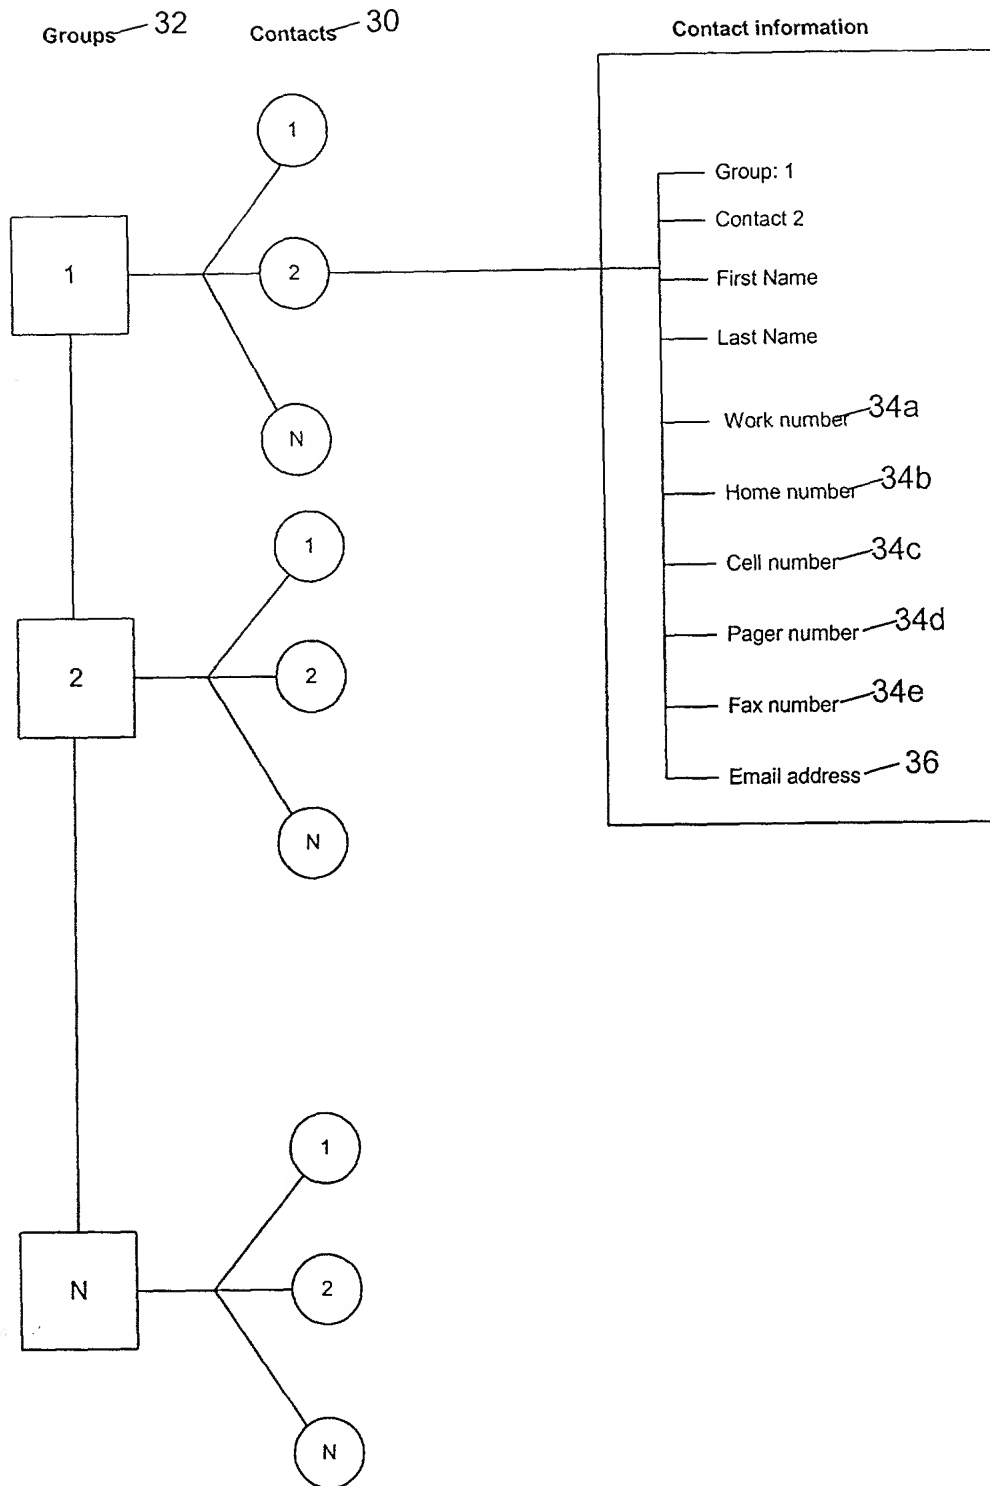 Groups 32
Contacts 30
Contact information
1
1
2
N
Group: 1
Contact 2
First Name
Last Name
Work number 34a
Home number 34b
Cell number 34c
Pager number 34d
Fax number 34e
Email address 36
2
1
2
N
N
1
2
N